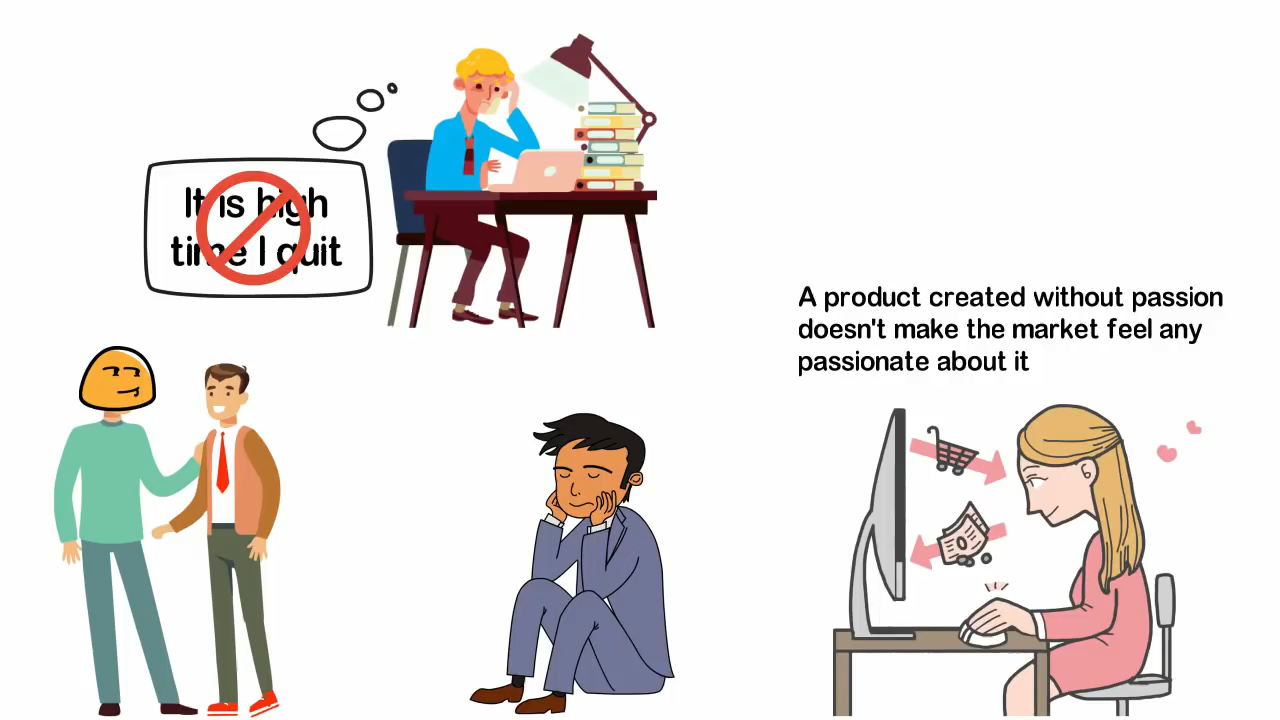 It is high
time I quit
A product created without passion
doesn't make the market feel any
passionate about it